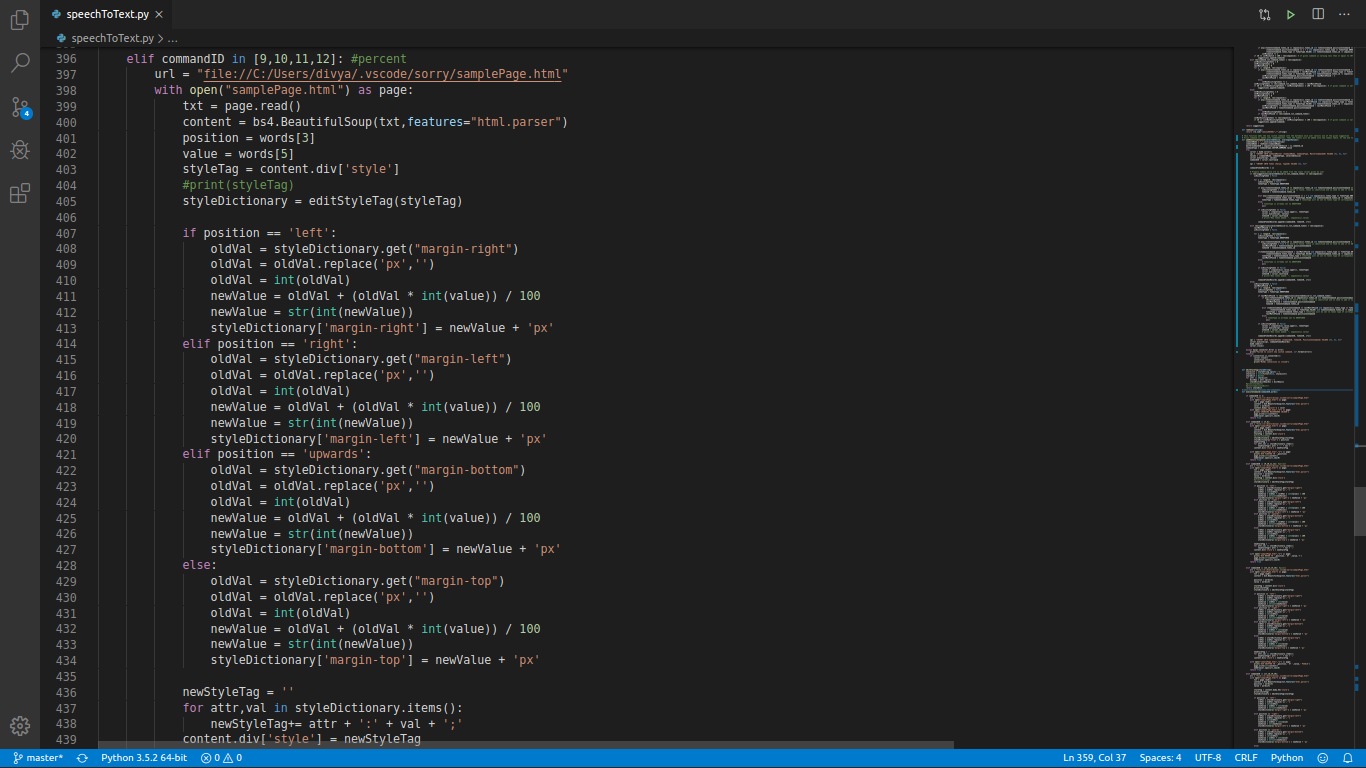 speechToText.py ×
speechToText.py > ...
396 elif commandID in [9,10,11,12]: #percent
397 url = "file://C:/Users/divya/.vscode/sorry/samplePage.html"
398 with open("samplePage.html") as page:
399 txt = page.read()
400 content = bs4.BeautifulSoup(txt,features="html.parser")
401 position = words[3]
402 value = words[5]
403 styleTag = content.div['style']
404 #print(styleTag)
405 styleDictionary = editStyleTag(styleTag)
406
407 if position == 'left':
408 oldVal = styleDictionary.get("margin-right")
409 oldVal = oldVal.replace('px','')
410 oldVal = int(oldVal)
411 newValue = oldVal + (oldVal * int(value)) / 100
412 newValue = str(int(newValue))
413 styleDictionary['margin-right'] = newValue + 'px'
414 elif position == 'right':
415 oldVal = styleDictionary.get("margin-left")
416 oldVal = oldVal.replace('px','')
417 oldVal = int(oldVal)
418 newValue = oldVal + (oldVal * int(value)) / 100
419 newValue = str(int(newValue))
420 styleDictionary['margin-left'] = newValue + 'px'
421 elif position == 'upwards':
422 oldVal = styleDictionary.get("margin-bottom")
423 oldVal = oldVal.replace('px','')
424 oldVal = int(oldVal)
425 newValue = oldVal + (oldVal * int(value)) / 100
426 newValue = str(int(newValue))
427 styleDictionary['margin-bottom'] = newValue + 'px'
428 else:
429 oldVal = styleDictionary.get("margin-top")
430 oldVal = oldVal.replace('px','')
431 oldVal = int(oldVal)
432 newValue = oldVal + (oldVal * int(value)) / 100
433 newValue = str(int(newValue))
434 styleDictionary['margin-top'] = newValue + 'px'
435
436 newStyleTag = ''
437 for attr,val in styleDictionary.items():
438 newStyleTag+= attr + ':' + val + ';'
439 content.div['style'] = newStyleTag
4
master* Python 3.5.2 64-bit 0 0 Ln 359, Col 37 Spaces: 4 UTF-8 CRLF Python